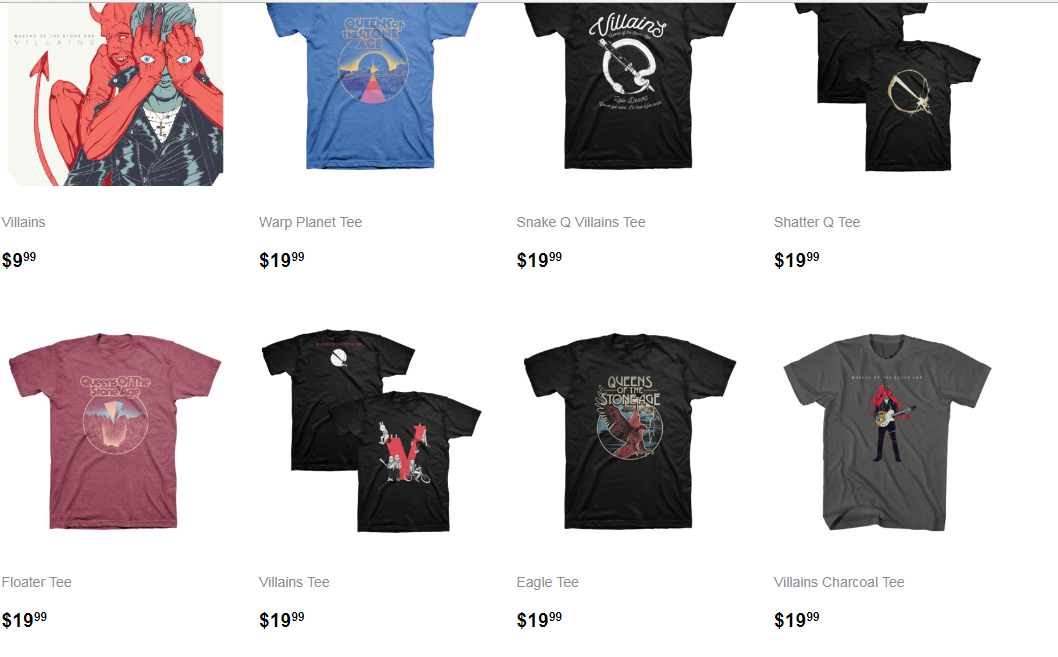 QUEENS OF THE STONE AGE
VILLAINS
QUEENS OF
THE STONE
AGE
Villains
Villains
Warp Planet Tee
Snake Q Villains Tee
Shatter Q Tee
$9.99
$19.99
$19.99
$19.99
Queens Of The
Stone Age
V
QUEENS
OF THE
STONE AGE
QUEENS OF THE STONE AGE
Floater Tee
Villains Tee
Eagle Tee
Villains Charcoal Tee
$19.99
$19.99
$19.99
$19.99